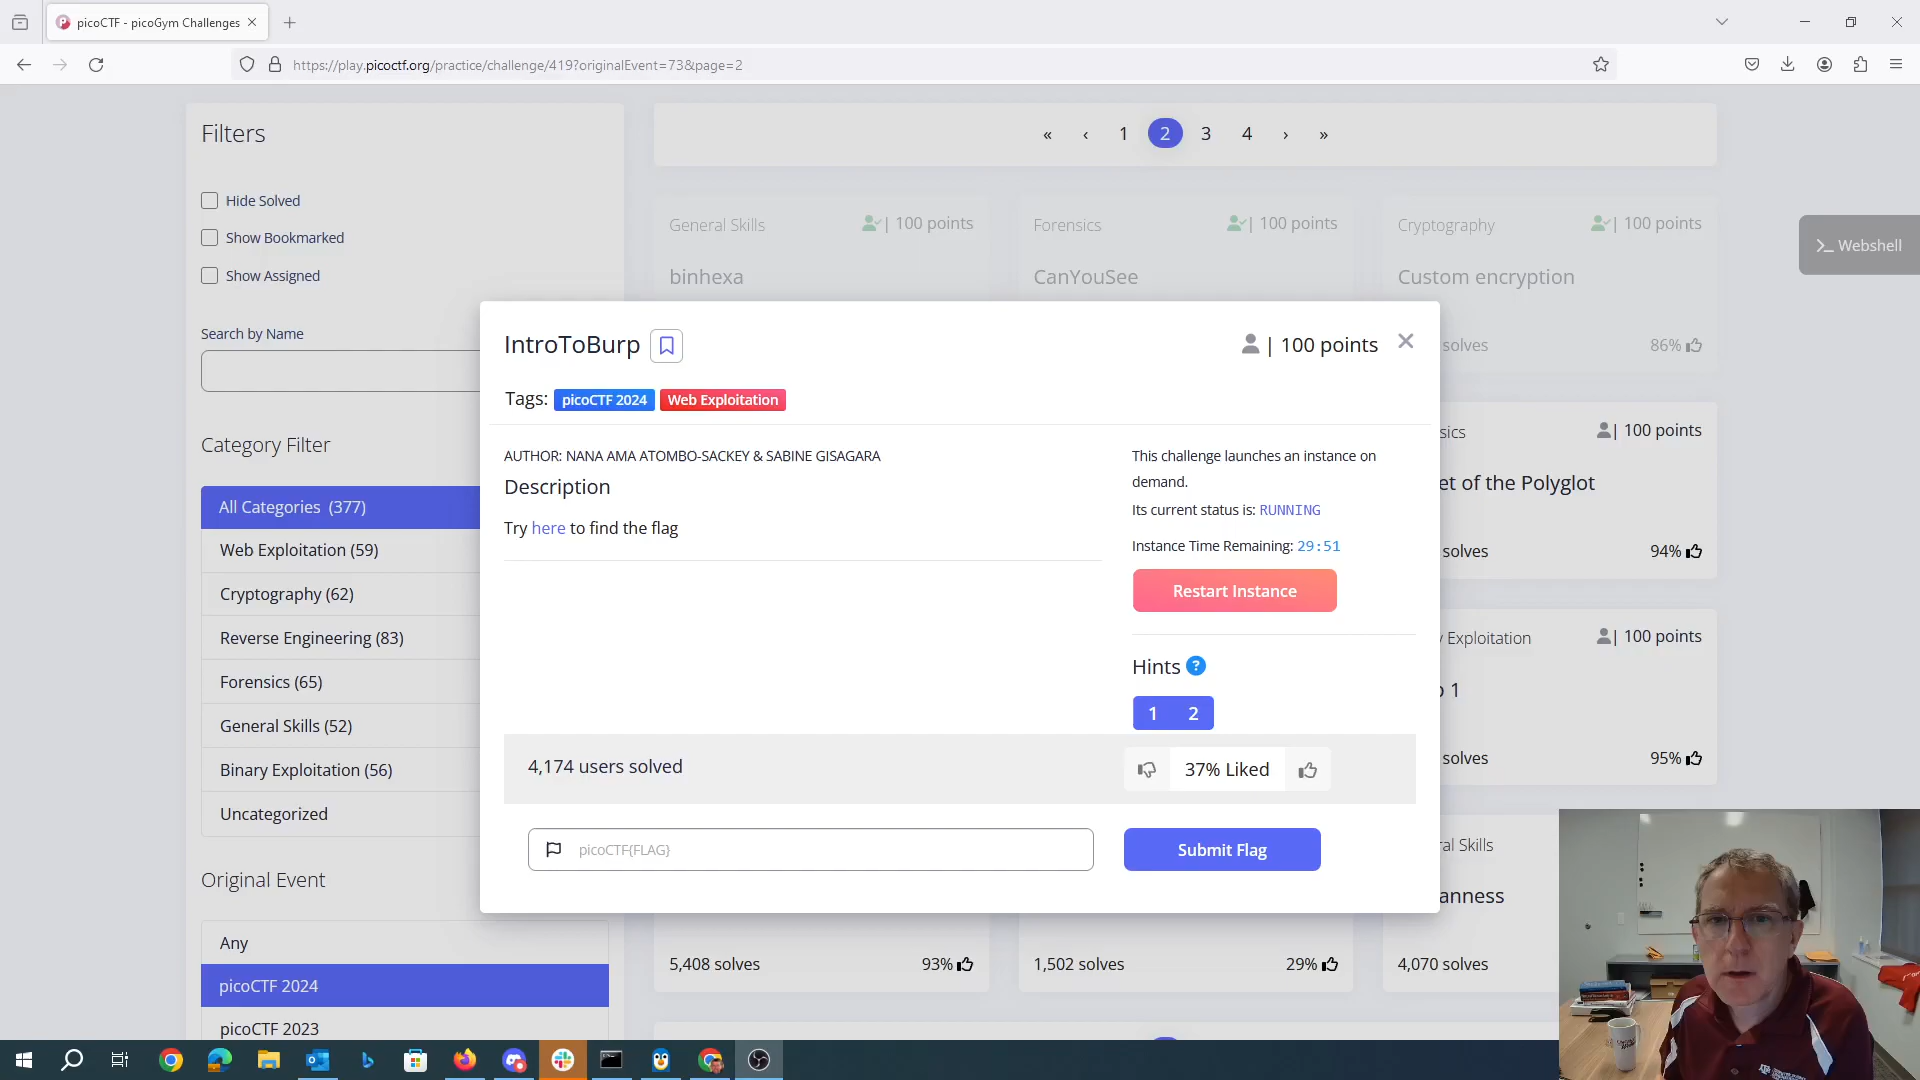 picoCTF - picoGym Challenges
https://play.picoctf.org/practice/challenge/419?originalEvent=73&page=2
Filters
« ‹ 1 2 3 4 › »
Hide Solved
Show Bookmarked
Show Assigned
Search by Name
General Skills | 100 points
binhexa
Forensics | 100 points
CanYouSee
Cryptography | 100 points
Custom encryption
solves 86%
>_ Webshell
IntroToBurp
| 100 points
Tags: picoCTF 2024 Web Exploitation
AUTHOR: NANA AMA ATOMBO-SACKEY & SABINE GISAGARA
Description
Try here to find the flag
This challenge launches an instance on
demand.
Its current status is: RUNNING
Instance Time Remaining: 29:51
Restart Instance
Hints ?
1 2
4,174 users solved
37% Liked
picoCTF{FLAG}
Submit Flag
Category Filter
All Categories (377)
Web Exploitation (59)
Cryptography (62)
Reverse Engineering (83)
Forensics (65)
General Skills (52)
Binary Exploitation (56)
Uncategorized
Original Event
Any
picoCTF 2024
picoCTF 2023
sics | 100 points
et of the Polyglot
solves 94%
Exploitation | 100 points
1
solves 95%
al Skills
anness
5,408 solves 93%
1,502 solves 29%
4,070 solves